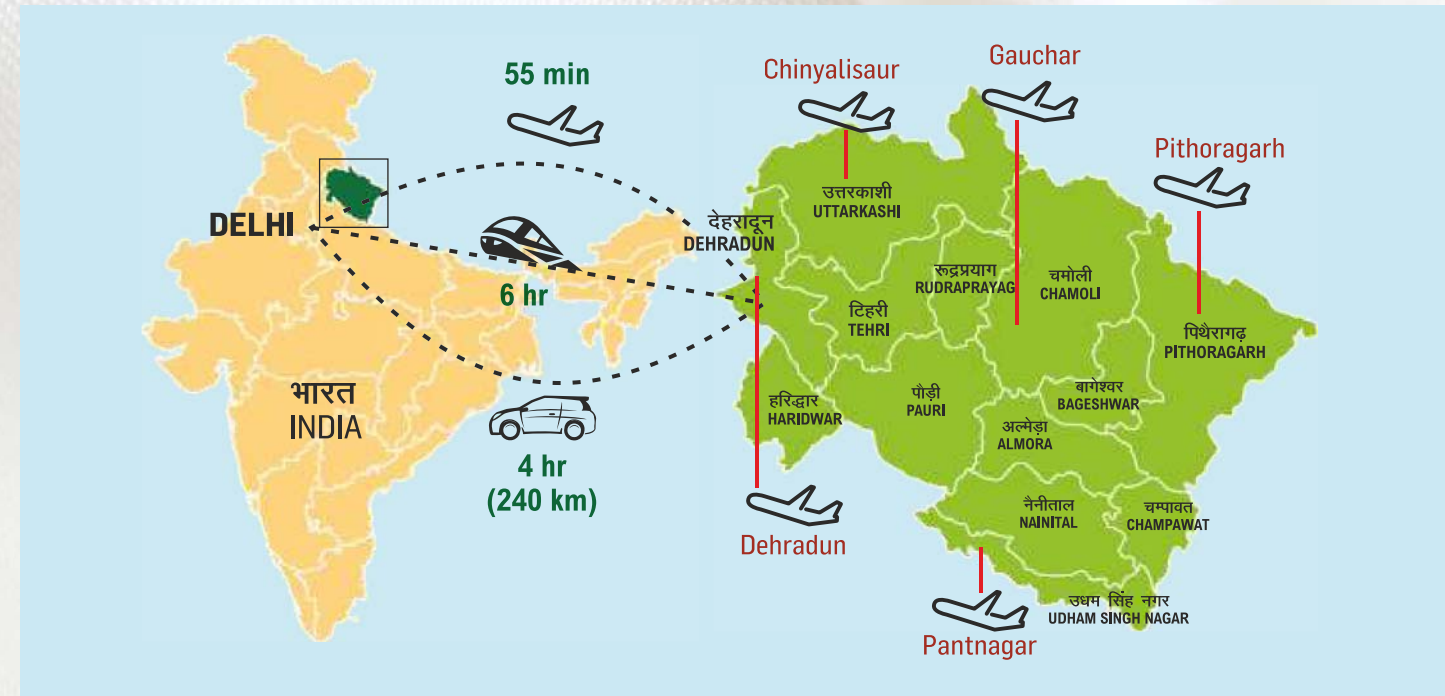 55 min
DELHI
6 hr
भारत
INDIA
4 hr
(240 km)
Chinyalisaur
Gauchar
Pithoragarh
उत्तरकाशी
UTTARKASHI
देहरादून
DEHRADUN
रूद्रप्रयाग
RUDRAPRAYAG
चमोली
CHAMOLI
टिहरी
TEHRI
पिथैरागढ़
PITHORAGARH
हरिद्वार
HARIDWAR
पौड़ी
PAURI
बागेश्वर
BAGESHWAR
अल्मेड़ा
ALMORA
नैनीताल
NAINITAL
चम्पावत
CHAMPAWAT
Dehradun
उधम सिंह नगर
UDHAM SINGH NAGAR
Pantnagar